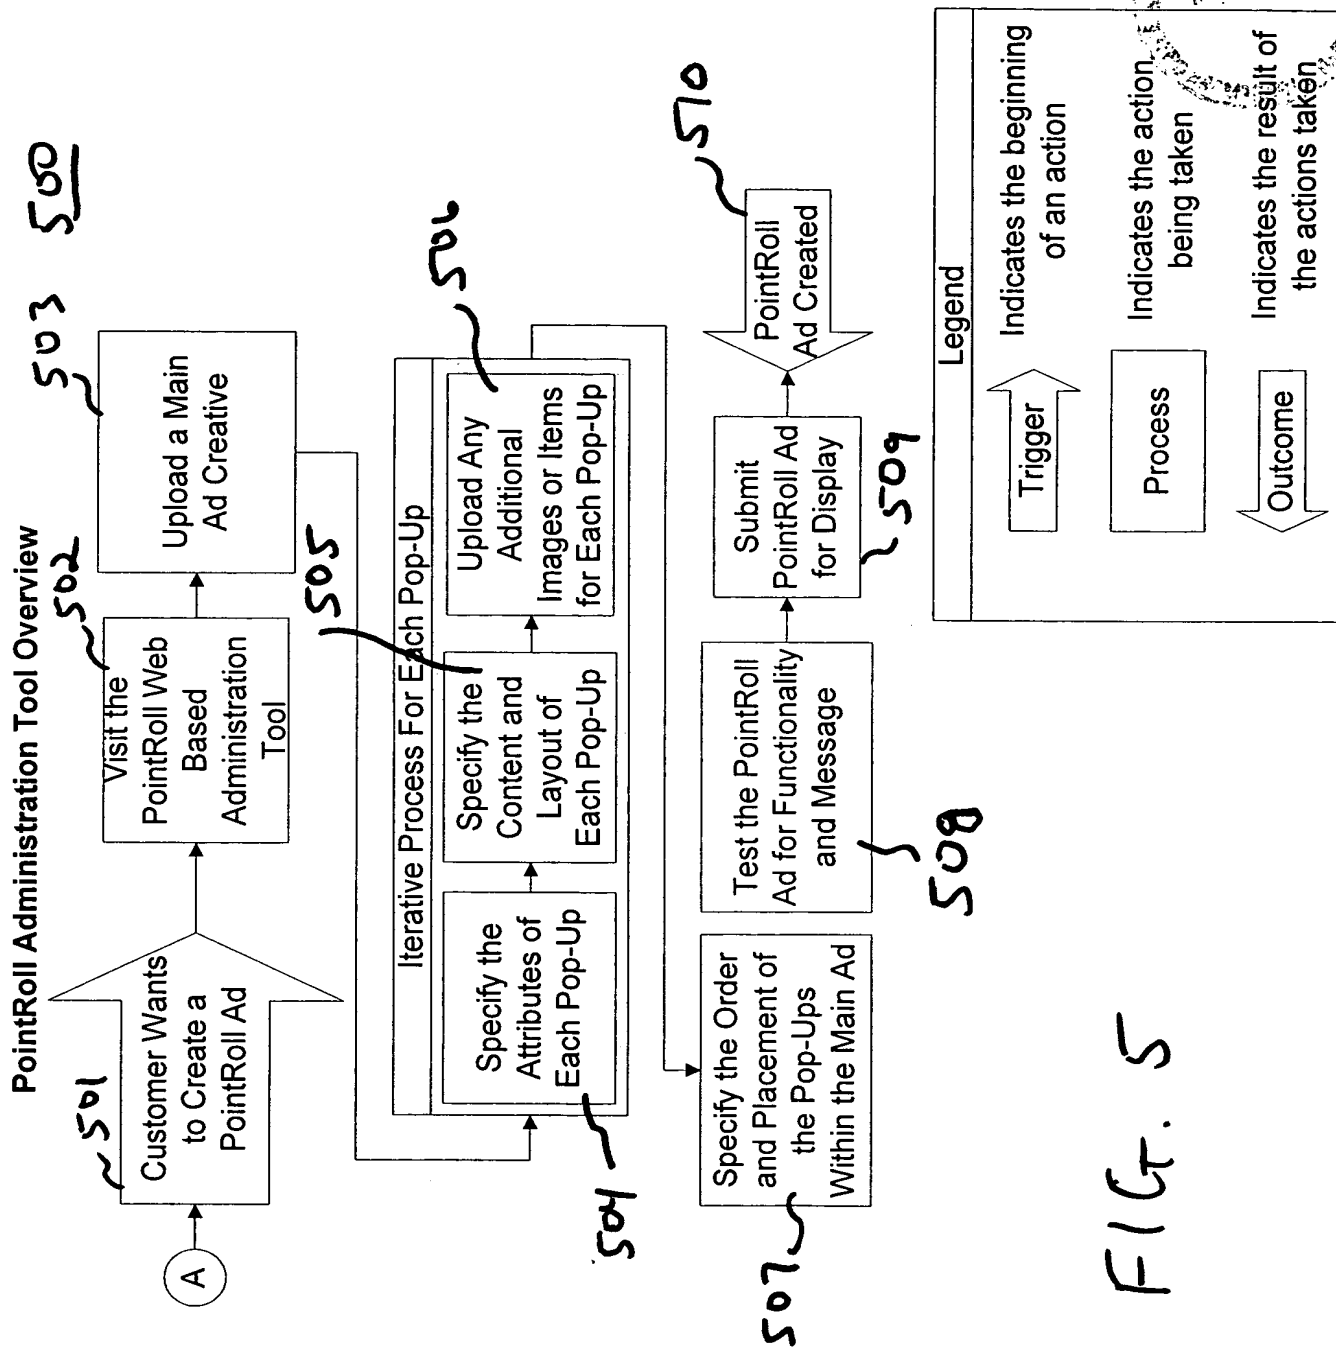 PointRoll Administration Tool Overview
500
A
501
Customer Wants
to Create a
PointRoll Ad
502
Visit the
PointRoll Web
Based
Administration
Tool
503
Upload a Main
Ad Creative
Iterative Process For Each Pop-Up
504
Specify the
Attributes of
Each Pop-Up
505
Specify the
Content and
Layout of
Each Pop-Up
506
Upload Any
Additional
Images or Items
for Each Pop-Up
507
Specify the Order
and Placement of
the Pop-Ups
Within the Main Ad
508
Test the PointRoll
Ad for Functionality
and Message
509
Submit
PointRoll Ad
for Display
510
PointRoll
Ad Created
Legend
Trigger
Indicates the beginning
of an action
Process
Indicates the action
being taken
Outcome
Indicates the result of
the actions taken
FIG. 5